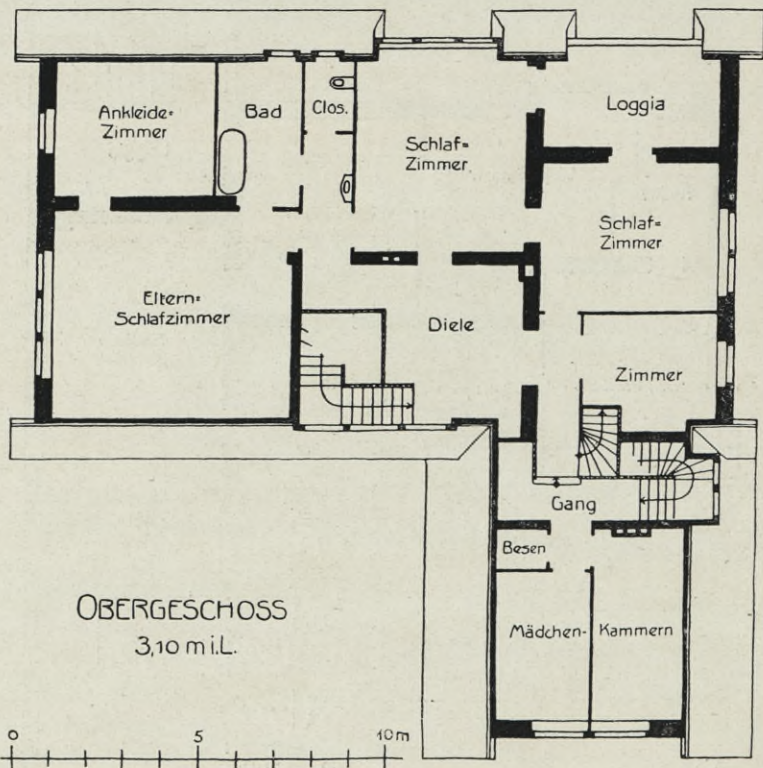 Ankleide=
Zimmer
Bad
Clos.
Schlaf=
Zimmer
Loggia
Schlaf=
Zimmer
Eltern=
Schlafzimmer
Diele
Zimmer
Gang
Besen
Mädchen-
Kammern
OBERGESCHOSS
3,10 m i.L.
0 5 10m